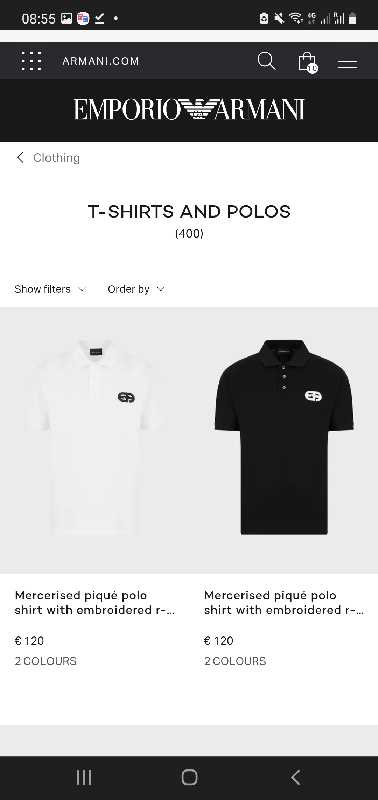 08:55
ARMANI.COM
10
EMPORIO ARMANI
Clothing
T-SHIRTS AND POLOS
(400)
Show filters
Order by
Mercerised piqué polo
shirt with embroidered r-...
€ 120
2 COLOURS
Mercerised piqué polo
shirt with embroidered r-...
€ 120
2 COLOURS